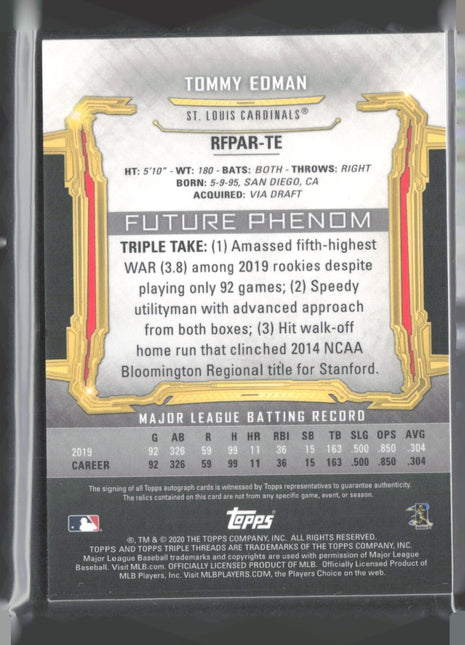 TOMMY EDMAN
ST. LOUIS CARDINALS®
RFPAR-TE
HT: 5'10" - WT: 180 - BATS: BOTH - THROWS: RIGHT
BORN: 5-9-95, SAN DIEGO, CA
ACQUIRED: VIA DRAFT
FUTURE PHENOM
TRIPLE TAKE: (1) Amassed fifth-highest
WAR (3.8) among 2019 rookies despite
playing only 92 games; (2) Speedy
utilityman with advanced approach
from both boxes; (3) Hit walk-off
home run that clinched 2014 NCAA
Bloomington Regional title for Stanford.
MAJOR LEAGUE BATTING RECORD
G AB R H HR RBI SB TB SLG OPS AVG
2019 92 326 59 99 11 36 15 163 .500 .850 .304
CAREER 92 326 59 99 11 36 15 163 .500 .850 .304
The signing of all Topps autograph cards is witnessed by Topps representatives to guarantee authenticity.
The relics contained on this card are not from any specific game, event, or season.
Topps
®, TM & © 2020 THE TOPPS COMPANY, INC. ALL RIGHTS RESERVED.
TOPPS AND TOPPS TRIPLE THREADS ARE TRADEMARKS OF THE TOPPS COMPANY, INC.
Major League Baseball trademarks and copyrights are used with permission of Major League
Baseball. Visit MLB.com. OFFICIALLY LICENSED PRODUCT OF MLB. Officially Licensed Product of
MLB Players, Inc. Visit MLBPLAYERS.COM, the Players Choice on the web.